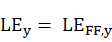 LE_y = LE_FF,y